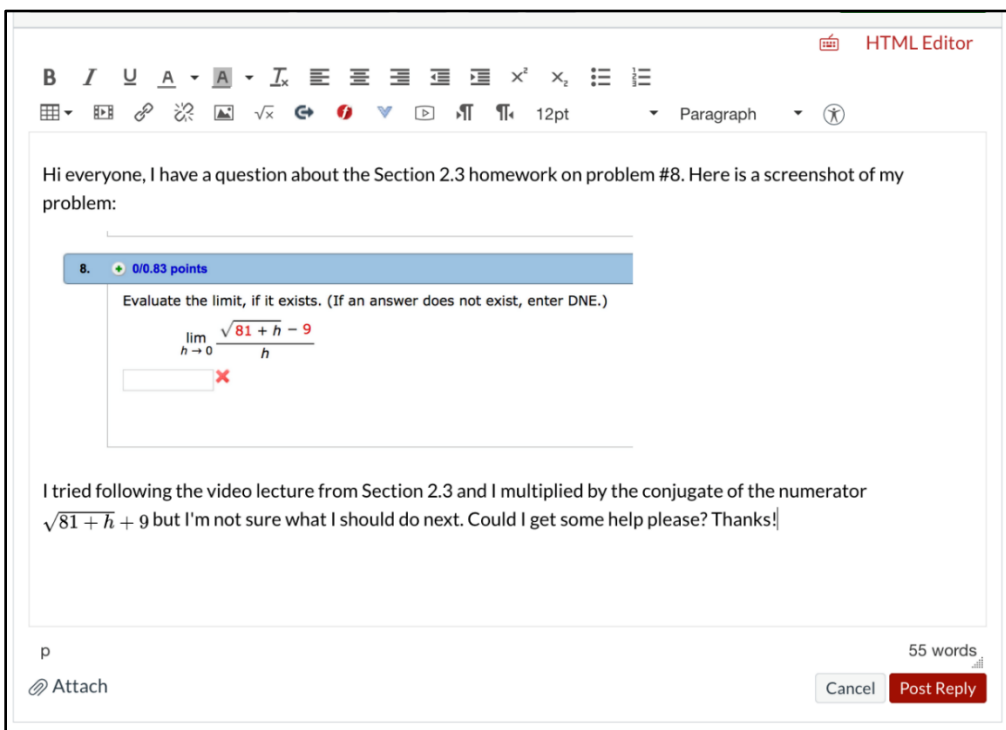 HTML Editor
B I U A A Ix x² x₂
√x 12pt Paragraph
Hi everyone, I have a question about the Section 2.3 homework on problem #8. Here is a screenshot of my
problem:
8. + 0/0.83 points
Evaluate the limit, if it exists. (If an answer does not exist, enter DNE.)
lim h→0 (√(81 + h) − 9)/h
I tried following the video lecture from Section 2.3 and I multiplied by the conjugate of the numerator
√(81 + h) + 9 but I'm not sure what I should do next. Could I get some help please? Thanks!
p 55 words
Attach Cancel Post Reply